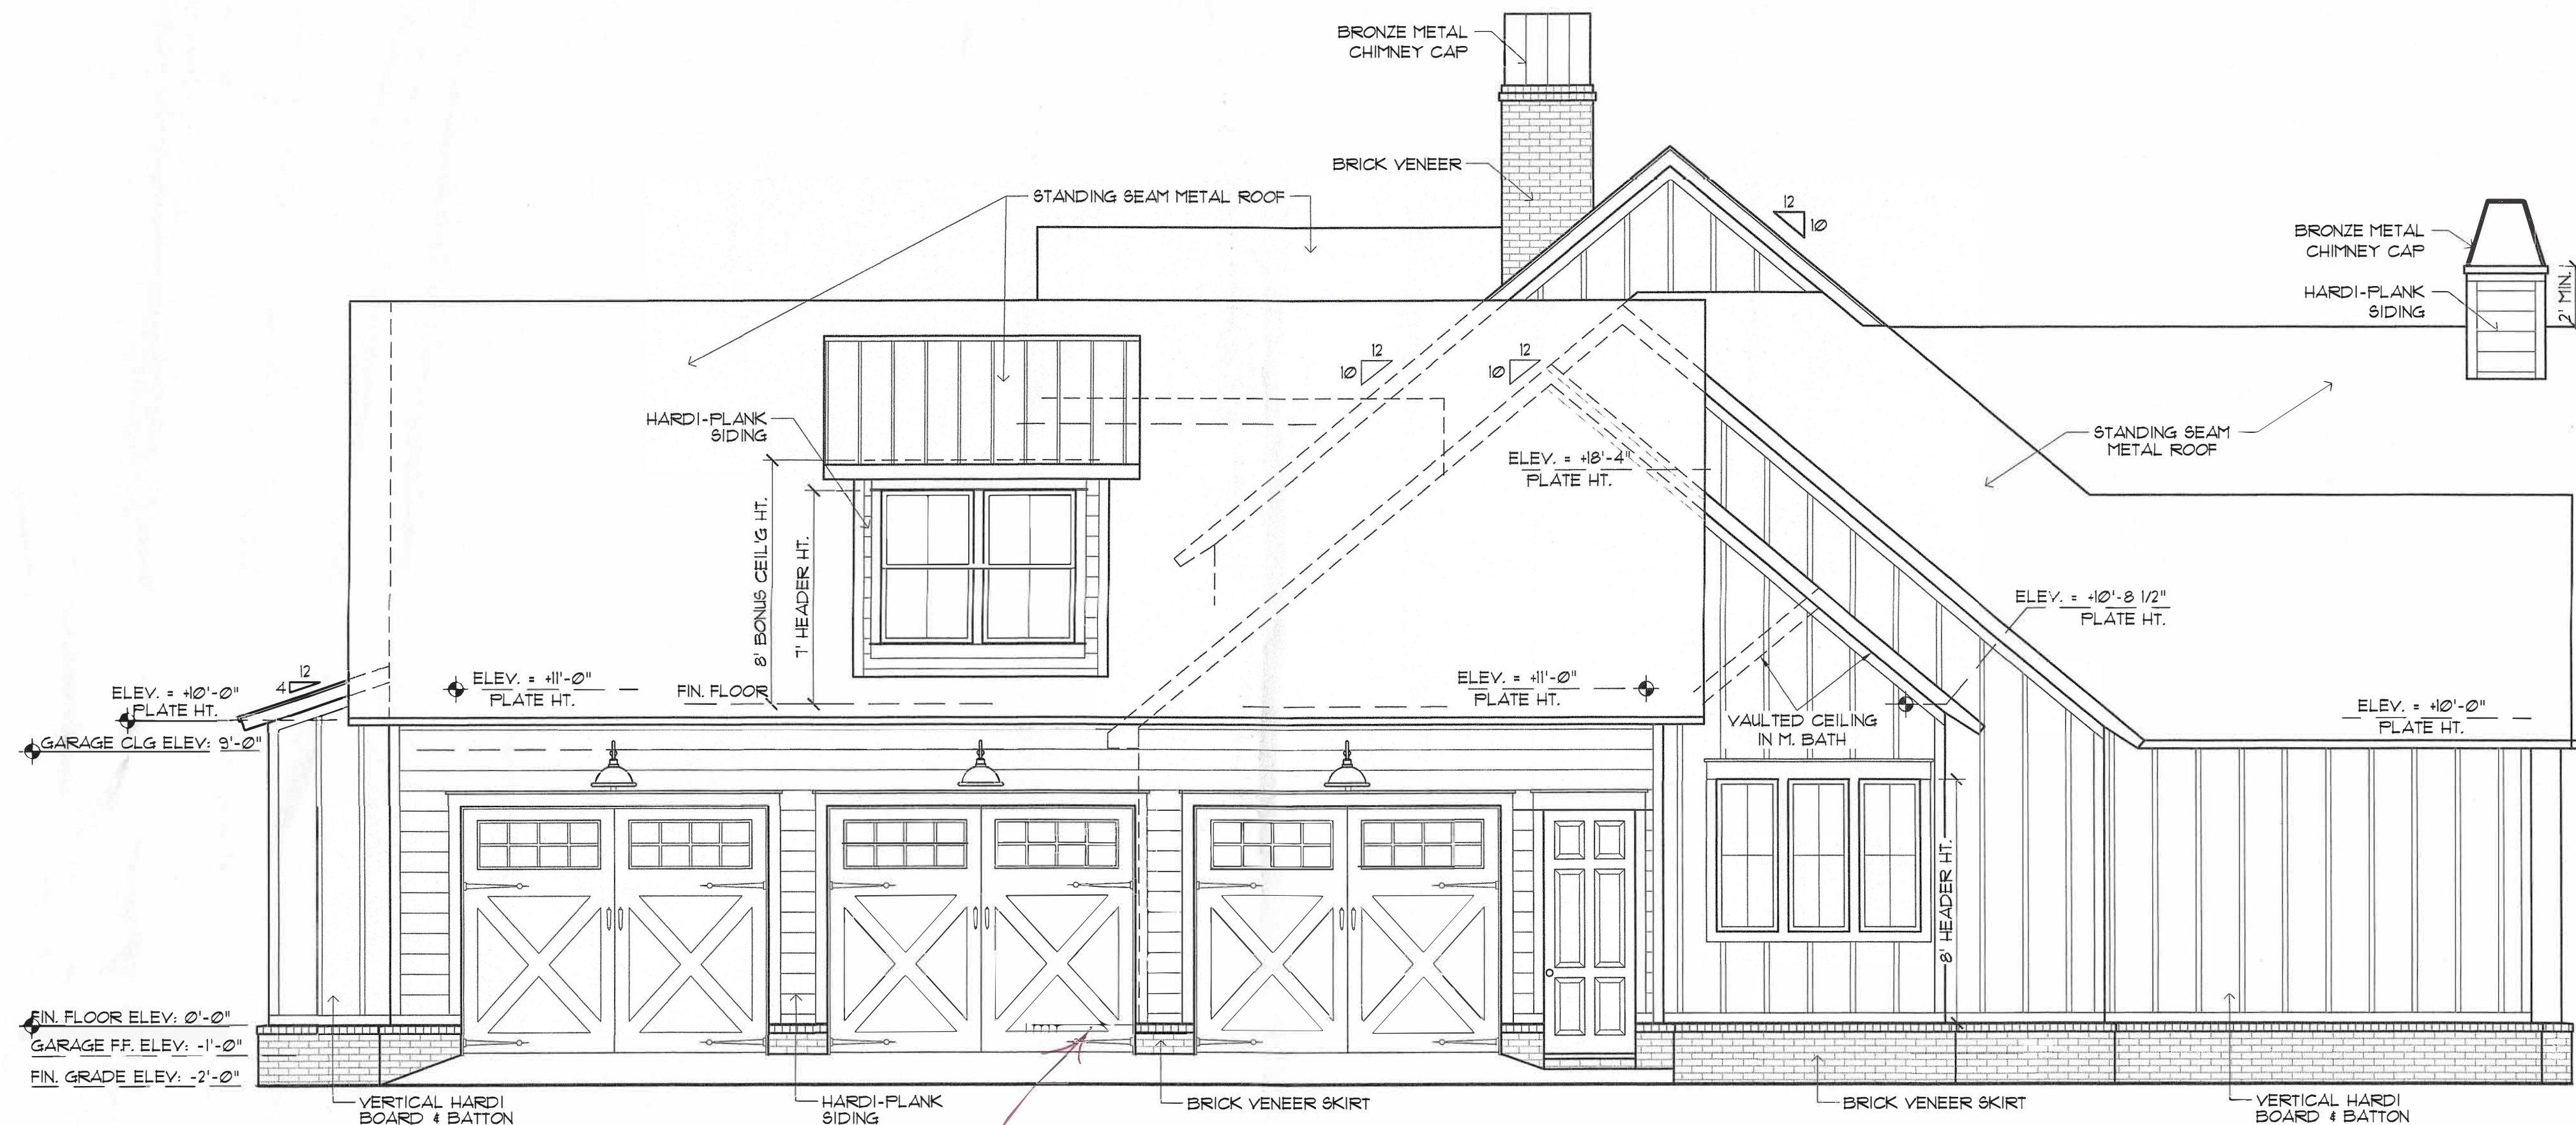 BRONZE METAL
CHIMNEY CAP
BRICK VENEER
STANDING SEAM METAL ROOF
12
10
BRONZE METAL
CHIMNEY CAP
HARDI-PLANK
SIDING
2' MIN.
12
10
12
10
HARDI-PLANK
SIDING
STANDING SEAM
METAL ROOF
ELEV. = +18'-4"
PLATE HT.
8' BONUS CEIL'G HT.
7' HEADER HT.
ELEV. = +10'-8 1/2"
PLATE HT.
12
4
ELEV. = +10'-0"
PLATE HT.
ELEV. = +11'-0"
PLATE HT.
FIN. FLOOR
ELEV. = +11'-0"
PLATE HT.
VAULTED CEILING
IN M. BATH
ELEV. = +10'-0"
PLATE HT.
GARAGE CLG ELEV: 9'-0"
8' HEADER HT.
FIN. FLOOR ELEV: 0'-0"
GARAGE F.F. ELEV: -1'-0"
FIN. GRADE ELEV: -2'-0"
VERTICAL HARDI
BOARD & BATTON
HARDI-PLANK
SIDING
BRICK VENEER SKIRT
BRICK VENEER SKIRT
VERTICAL HARDI
BOARD & BATTON